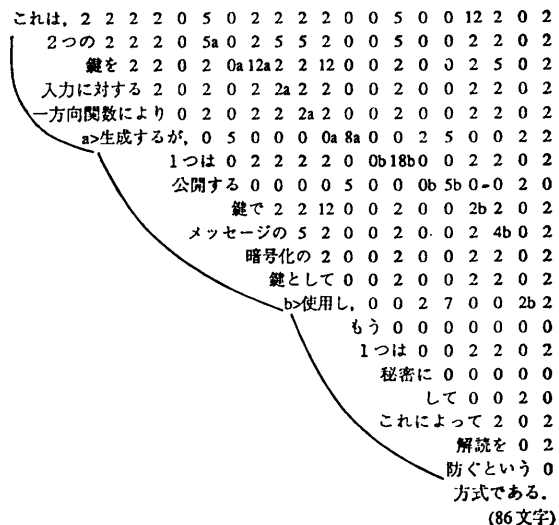 これは, 2 2 2 2 0 5 0 2 2 2 2 0 0 5 0 0 12 2 0 2
2つの 2 2 2 0 5a 0 2 5 5 2 0 0 5 0 0 2 2 0 2
鍵を 2 2 0 2 0a 12a 2 2 12 0 0 2 0 0 2 5 0 2
入力に対する 2 0 2 0 2 2a 2 2 0 0 2 0 0 2 2 0 2
一方向関数により 0 2 0 2 2 2a 2 0 0 2 0 0 2 2 0 2
a>生成するが, 0 5 0 0 0 0a 8a 0 0 2 5 0 0 2 2
1つは 0 2 2 2 2 0 0b 18b 0 0 2 2 0 2
公開する 0 0 0 0 5 0 0 0b 5b 0 0 2 0
鍵で 2 2 12 0 0 2 0 0 2b 2 0 2
メッセージの 5 2 0 0 2 0 0 2 4b 0 2
暗号化の 2 0 0 2 0 0 2 2 0 2
鍵として 0 0 2 0 0 2 2 0 2
b>使用し, 0 0 2 7 0 0 2b 2
もう 0 0 0 0 0 0 0
1つは 0 0 2 2 0 2
秘密に 0 0 0 0 0
して 0 0 2 0
これによって 2 0 2
解読を 0 2
防ぐという 0
方式である.
(86文字)